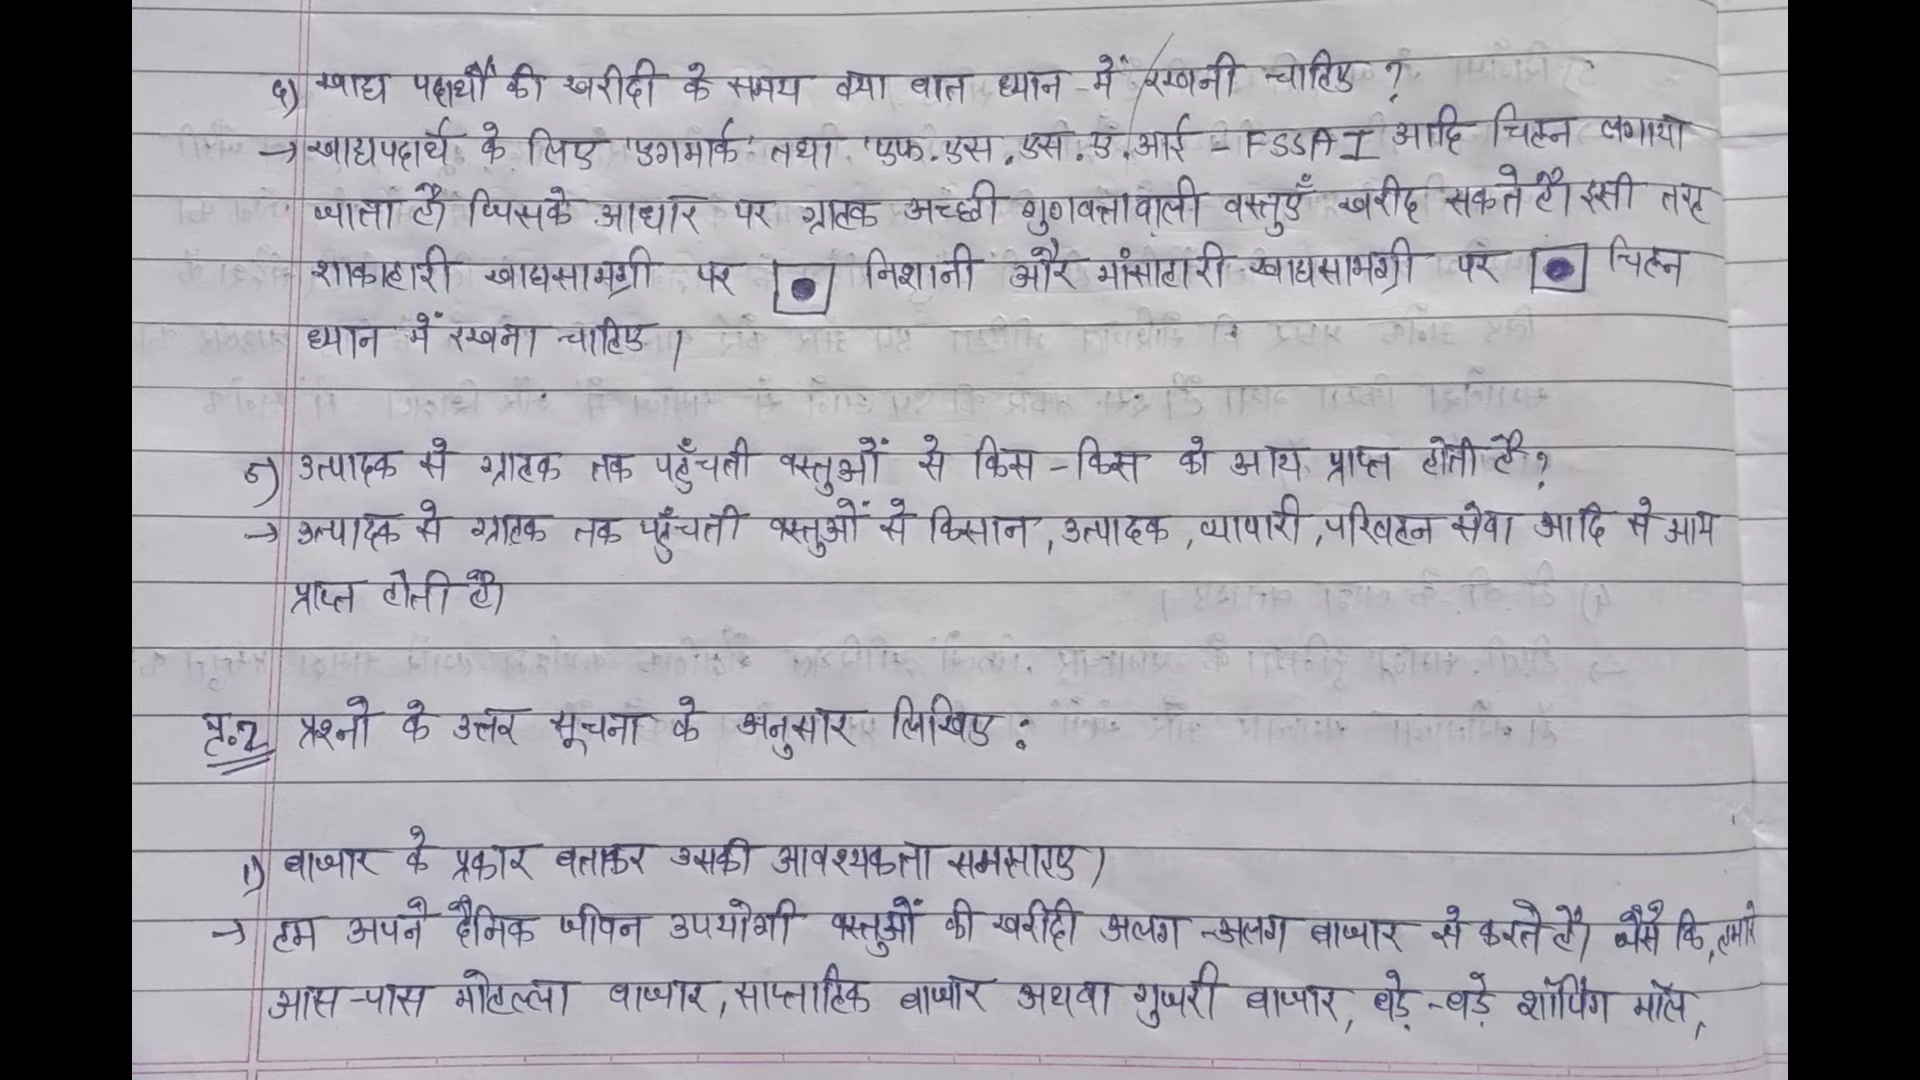 4) खाद्य पदार्थों की खरीदी के समय क्या बात ध्यान में रखनी चाहिए ?
→ खाद्यपदार्थ के लिए 'एगमार्क' तथा 'एफ.एस.एस.ए.आई - FSSAI आदि चिह्न लगाया
जाता है। जिसके आधार पर ग्राहक अच्छी गुणवत्तावाली वस्तुएँ खरीद सकते है। इसी तरह
शाकाहारी खाद्यसामग्री पर निशानी और मांसाहारी खाद्यसामग्री पर चिह्न
ध्यान में रखना चाहिए।
5) उत्पादक से ग्राहक तक पहुँचती वस्तुओं से किस - किस को आय प्राप्त होती है ?
→ उत्पादक से ग्राहक तक पहुँचती वस्तुओं से किसान, उत्पादक, व्यापारी, परिवहन सेवा आदि से आय
प्राप्त होती है।
प्र.2 प्रश्नो के उत्तर सूचना के अनुसार लिखिए :
1) बाजार के प्रकार बताकर उसकी आवश्यकता समसाइए।
→ हम अपने दैनिक जीवन उपयोगी वस्तुओं की खरीदी अलग -अलग बाजार से करते है। जैसे कि, हमारे
आस -पास मोहल्ला बाजार, साप्ताहिक बाजार अथवा गुजरी बाजार, बड़े -बड़े शॉपिंग मॉल,